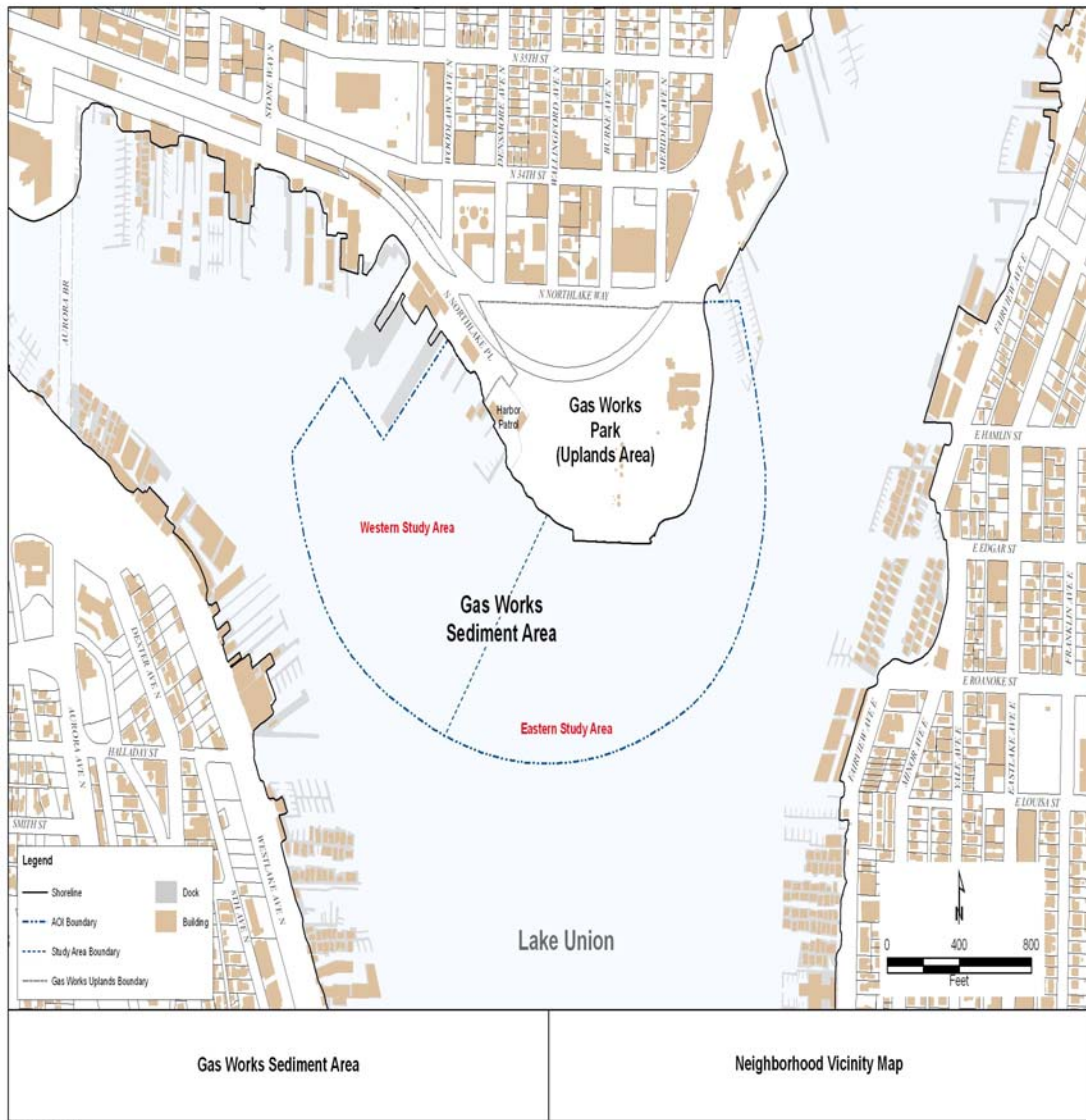 N 35TH ST
STONE WAY N
WOODLAWN AVE N
DENSMORE AVE N
WALLINGFORD AVE N
BURKE AVE N
MERIDIAN AVE N
N 34TH ST
AURORA BR
N NORTHLAKE WAY
N NORTHLAKE PL
FAIRVIEW AVE E
Harbor
Patrol
Gas Works
Park
(Uplands Area)
E HAMLIN ST
Western Study Area
E EDGAR ST
Gas Works
Sediment Area
FRANKLIN AVE E
DEXTER AVE N
E ROANOKE ST
Eastern Study Area
AURORA AVE N
HALLADAY ST
FAIRVIEW AVE E
MINOR AVE E
YALE AVE E
EASTLAKE AVE E
E LOUISA ST
SMITH ST
WESTLAKE AVE N
5TH AVE N
Legend
Shoreline
Dock
AOI Boundary
Building
Study Area Boundary
Gas Works Uplands Boundary
Lake Union
N
0 400 800
Feet
Gas Works Sediment Area
Neighborhood Vicinity Map